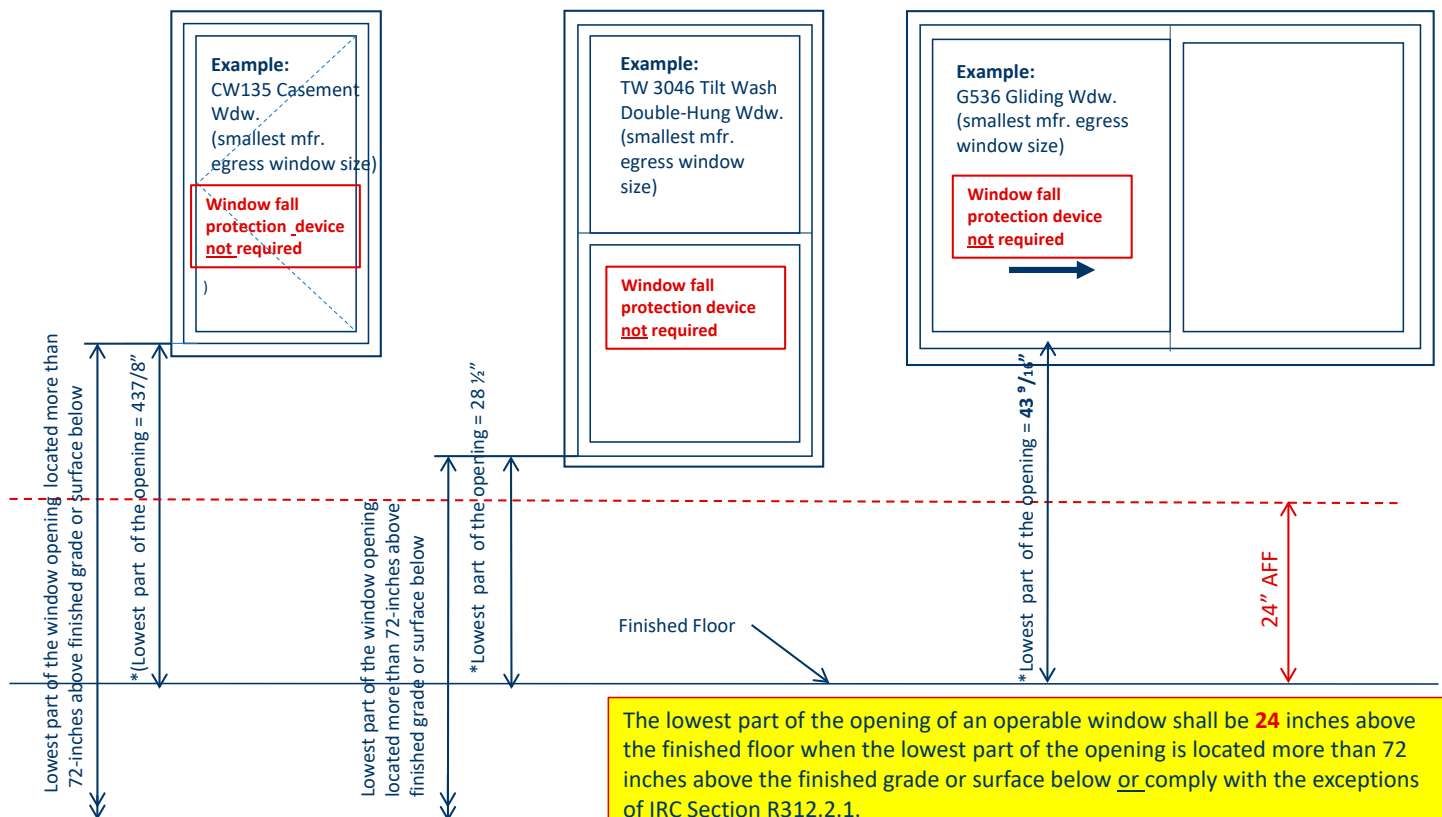 Example:
CW135 Casement
Wdw.
(smallest mfr.
egress window size)
Window fall
protection  device
not required
)
Example:
TW 3046 Tilt Wash
Double-Hung Wdw.
(smallest mfr.
egress window
size)
Window fall
protection device
not required
Example:
G536 Gliding Wdw.
(smallest mfr. egress
window size)
Window fall
protection device
not required
Lowest part of the window opening  located more than
72-inches above finished grade or surface below
*(Lowest  part  of the opening = 437/8”
Lowest part of the window opening
located more than 72-inches above
finished grade or surface below
*Lowest  part  of the opening = 28 ½”
*Lowest  part  of the opening = 43 ⁹/₁₆”
24” AFF
Finished Floor
The lowest part of the opening of an operable window shall be 24 inches above
the finished floor when the lowest part of the opening is located more than 72
inches above the finished grade or surface below or comply with the exceptions
of IRC Section R312.2.1.